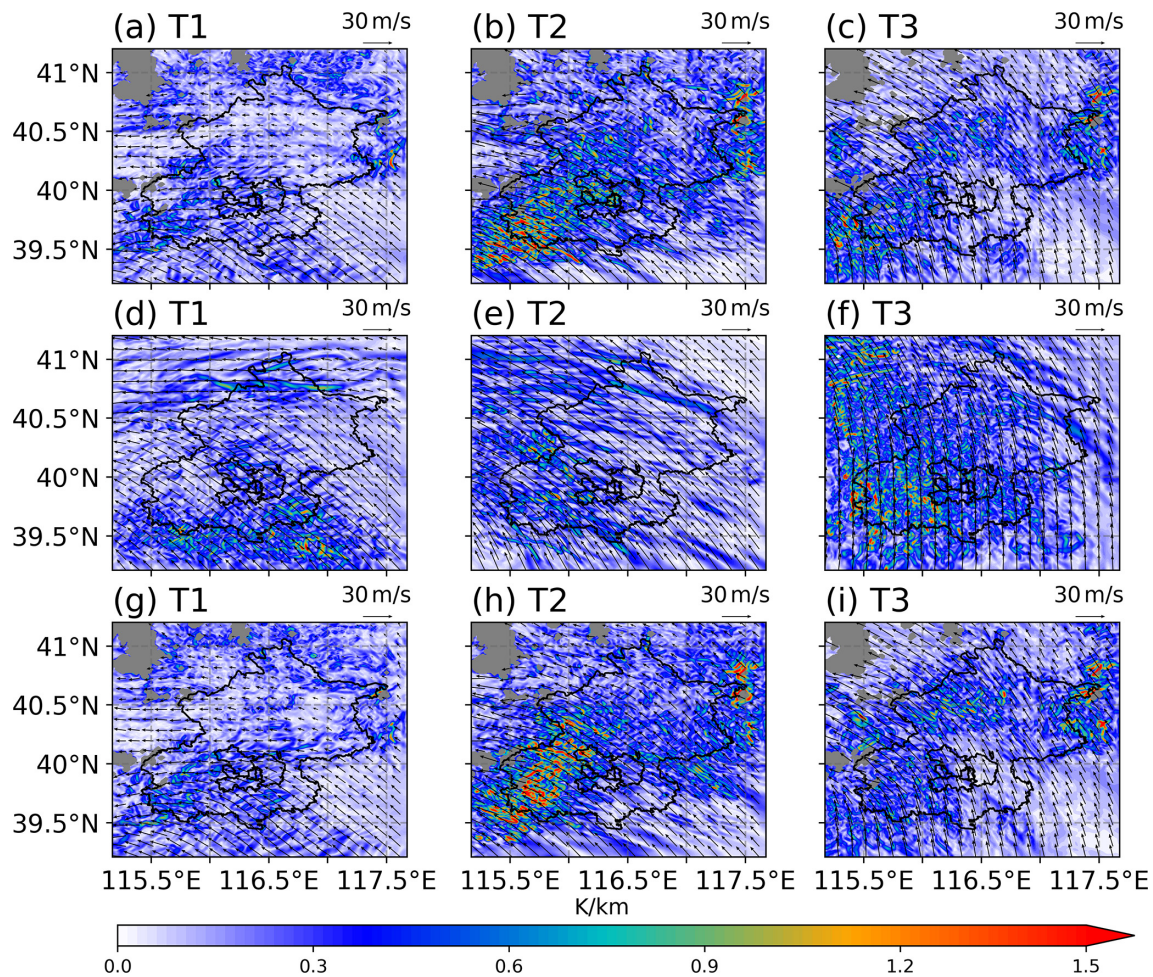 (a) T1 30 m/s (b) T2 30 m/s (c) T3 30 m/s
41°N
40.5°N
40°N
39.5°N
(d) T1 30 m/s (e) T2 30 m/s (f) T3 30 m/s
41°N
40.5°N
40°N
39.5°N
(g) T1 30 m/s (h) T2 30 m/s (i) T3 30 m/s
41°N
40.5°N
40°N
39.5°N
115.5°E 116.5°E 117.5°E 115.5°E 116.5°E 117.5°E 115.5°E 116.5°E 117.5°E
K/km
0.0 0.3 0.6 0.9 1.2 1.5